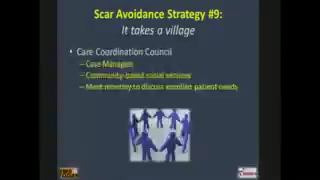 Scar Avoidance Strategy #9:
It takes a village
• Care Coordination Council
– Case Managers
– Community-based social services
– Meet monthly to discuss enrolled patient needs